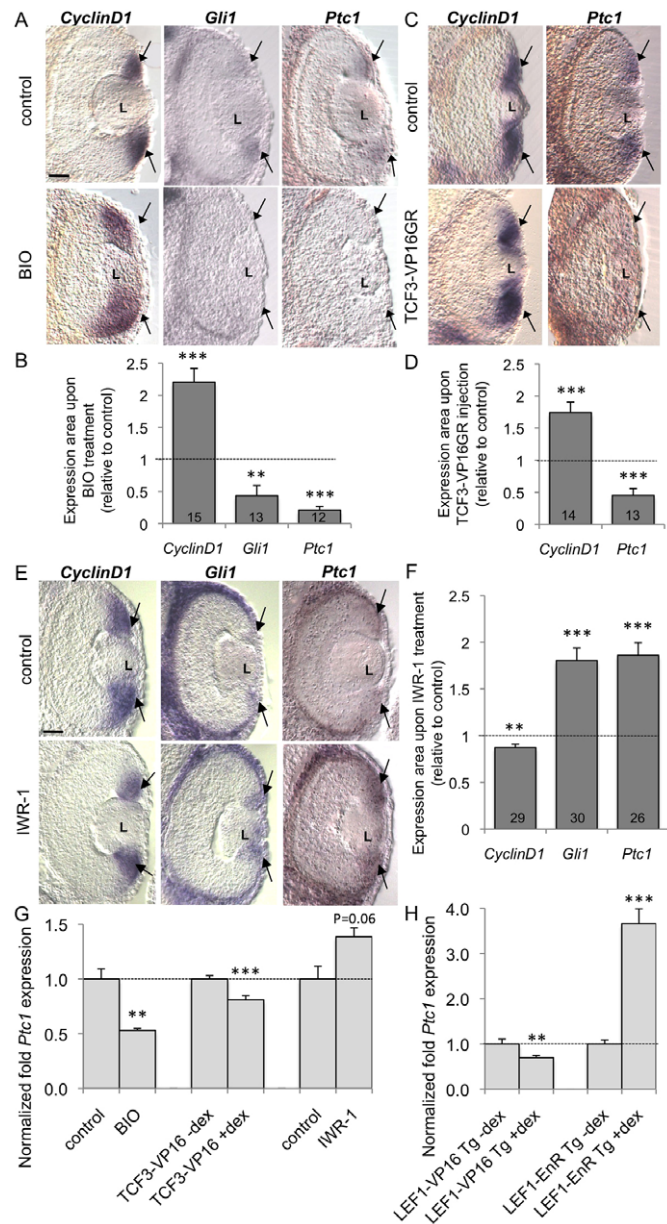 A
CyclinD1 Gli1 Ptc1
control
L L L
BIO
L L L
C
CyclinD1 Ptc1
control
L L
TCF3-VP16GR
L L
B
Expression area upon
BIO treatment
(relative to control)
2.5
2
1.5
1
0.5
0
*** ** ***
15 13 12
CyclinD1 Gli1 Ptc1
D
Expression area upon
TCF3-VP16GR injection
(relative to control)
2.5
2
1.5
1
0.5
0
*** ***
14 13
CyclinD1 Ptc1
E
CyclinD1 Gli1 Ptc1
control
L L L
IWR-1
L L L
F
Expression area upon IWR-1 treatment
(relative to control)
2.5
2
1.5
1
0.5
0
** *** ***
29 30 26
CyclinD1 Gli1 Ptc1
G
Normalized fold Ptc1 expression
1.5
1.0
0.5
0.0
** *** P=0.06
control
BIO
TCF3-VP16 -dex
TCF3-VP16 +dex
control
IWR-1
H
Normalized fold Ptc1 expression
4.0
3.0
2.0
1.0
0.0
** ***
LEF1-VP16 Tg -dex
LEF1-VP16 Tg +dex
LEF1-EnR Tg -dex
LEF1-EnR Tg +dex